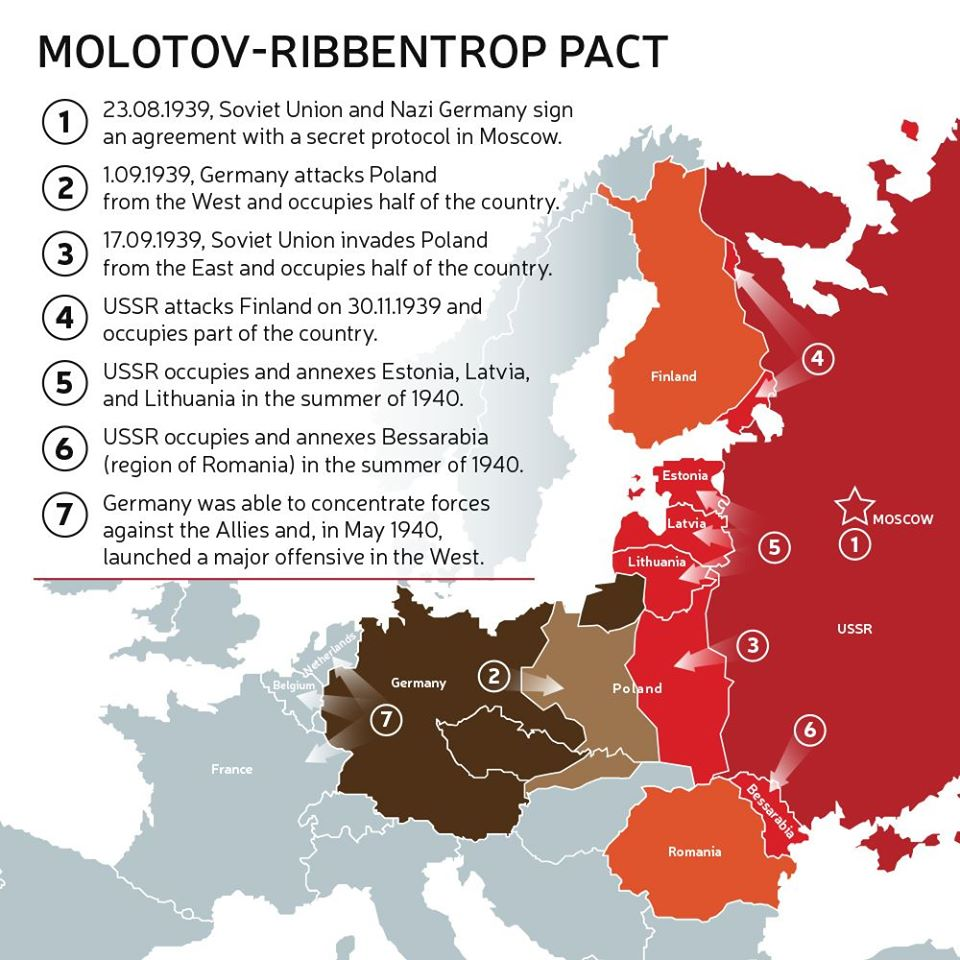 MOLOTOV-RIBBENTROP PACT
1
23.08.1939, Soviet Union and Nazi Germany sign
an agreement with a secret protocol in Moscow.
2
1.09.1939, Germany attacks Poland
from the West and occupies half of the country.
3
17.09.1939, Soviet Union invades Poland
from the East and occupies half of the country.
4
USSR attacks Finland on 30.11.1939 and
occupies part of the country.
5
USSR occupies and annexes Estonia, Latvia,
and Lithuania in the summer of 1940.
6
USSR occupies and annexes Bessarabia
(region of Romania) in the summer of 1940.
7
Germany was able to concentrate forces
against the Allies and, in May 1940,
launched a major offensive in the West.
Finland
4
Estonia
Latvia
MOSCOW
1
5
Lithuania
USSR
3
Netherlands
Belgium
Germany
2
Poland
7
6
France
Bessarabia
Romania